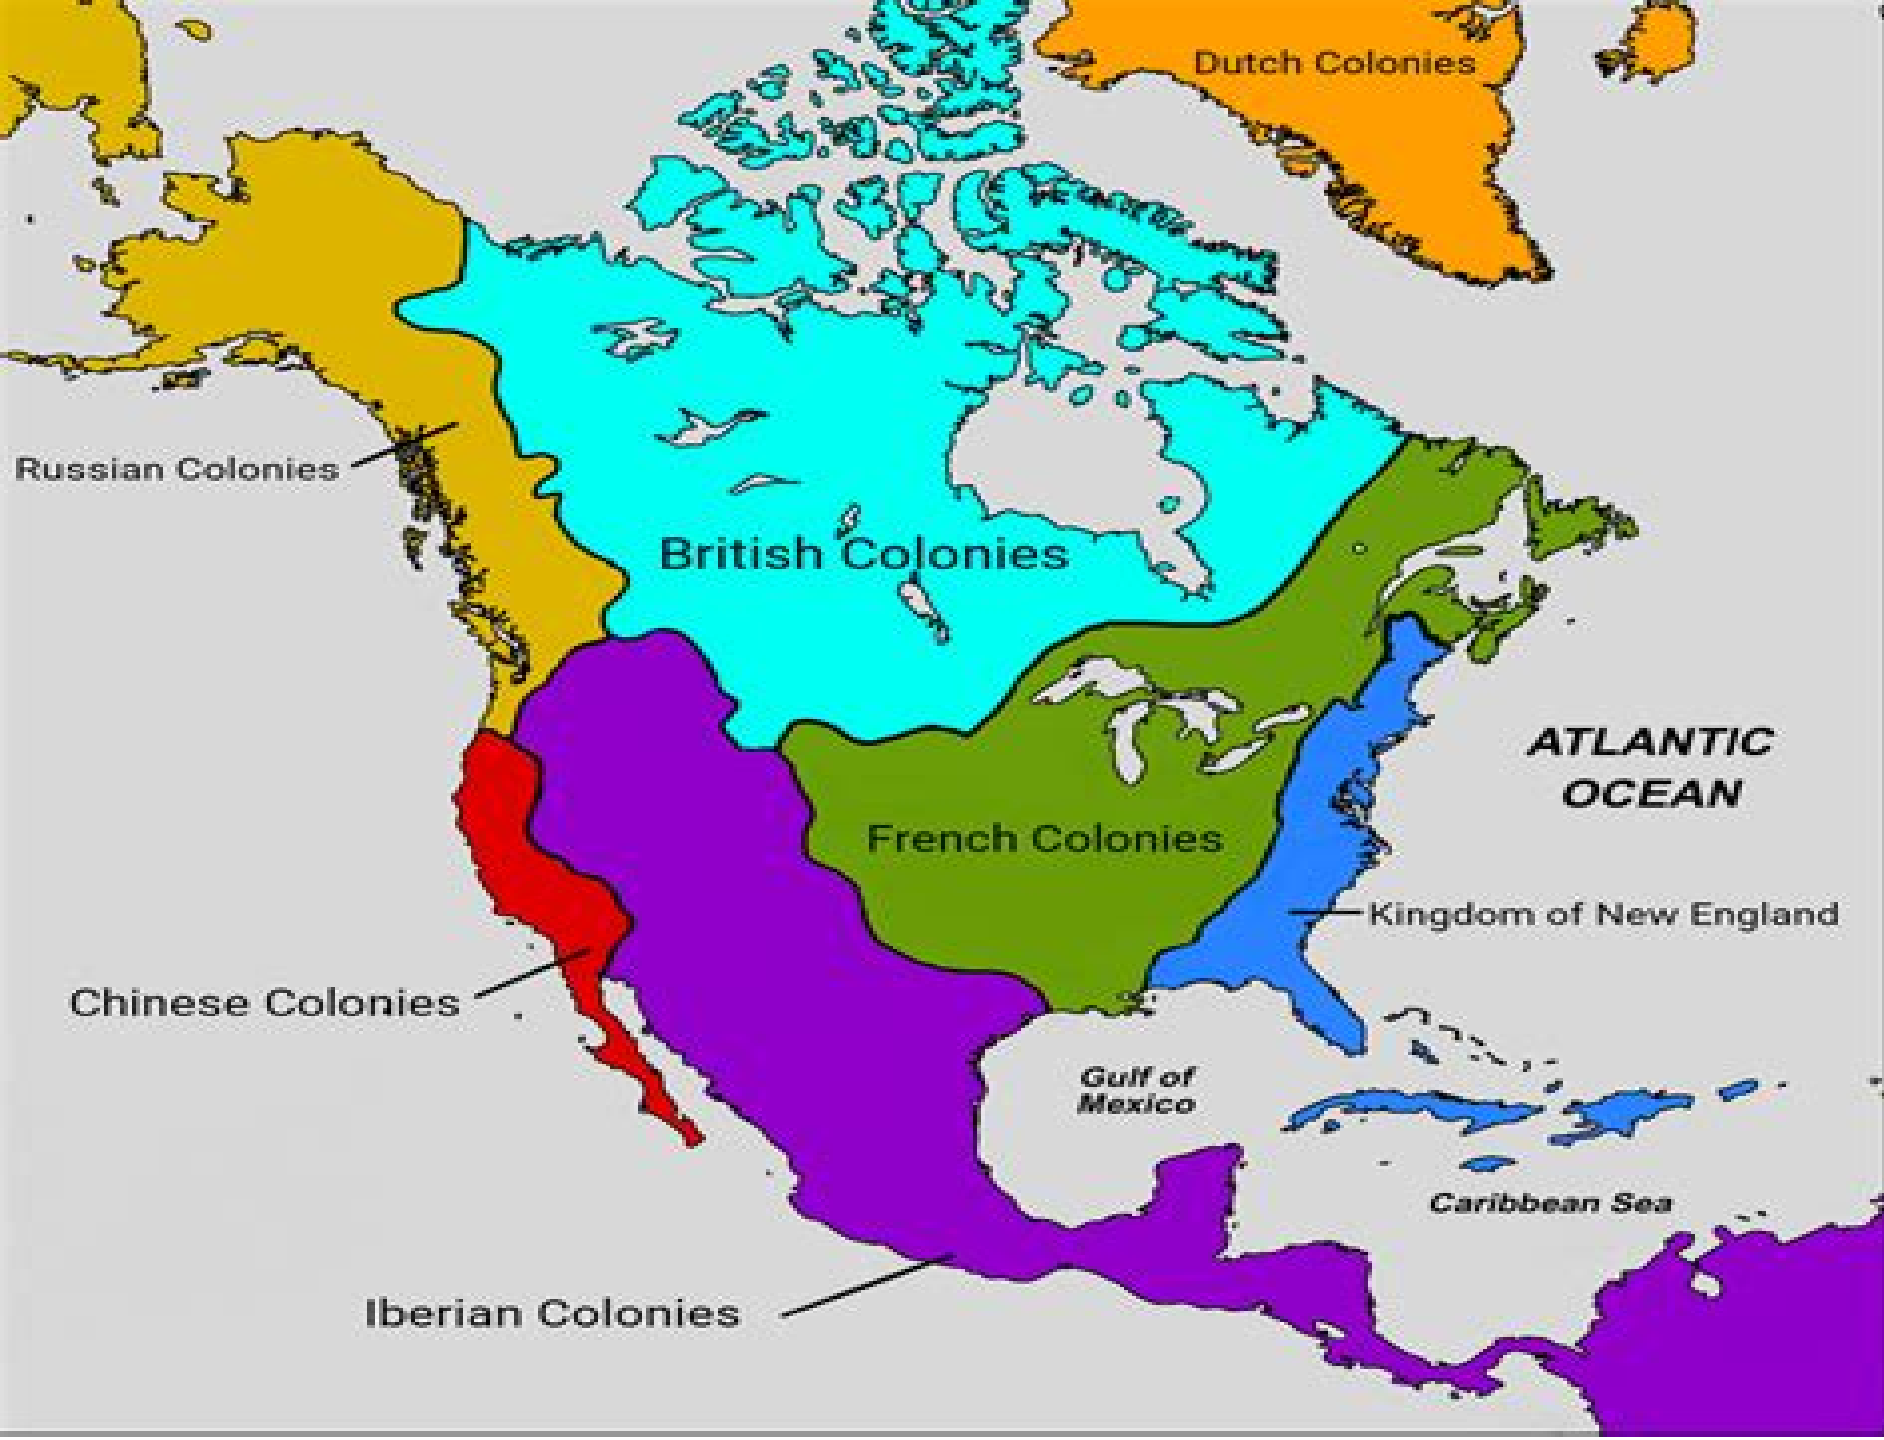 Dutch Colonies
Russian Colonies
British Colonies
ATLANTIC
OCEAN
French Colonies
Kingdom of New England
Chinese Colonies
Gulf of
Mexico
Caribbean Sea
Iberian Colonies